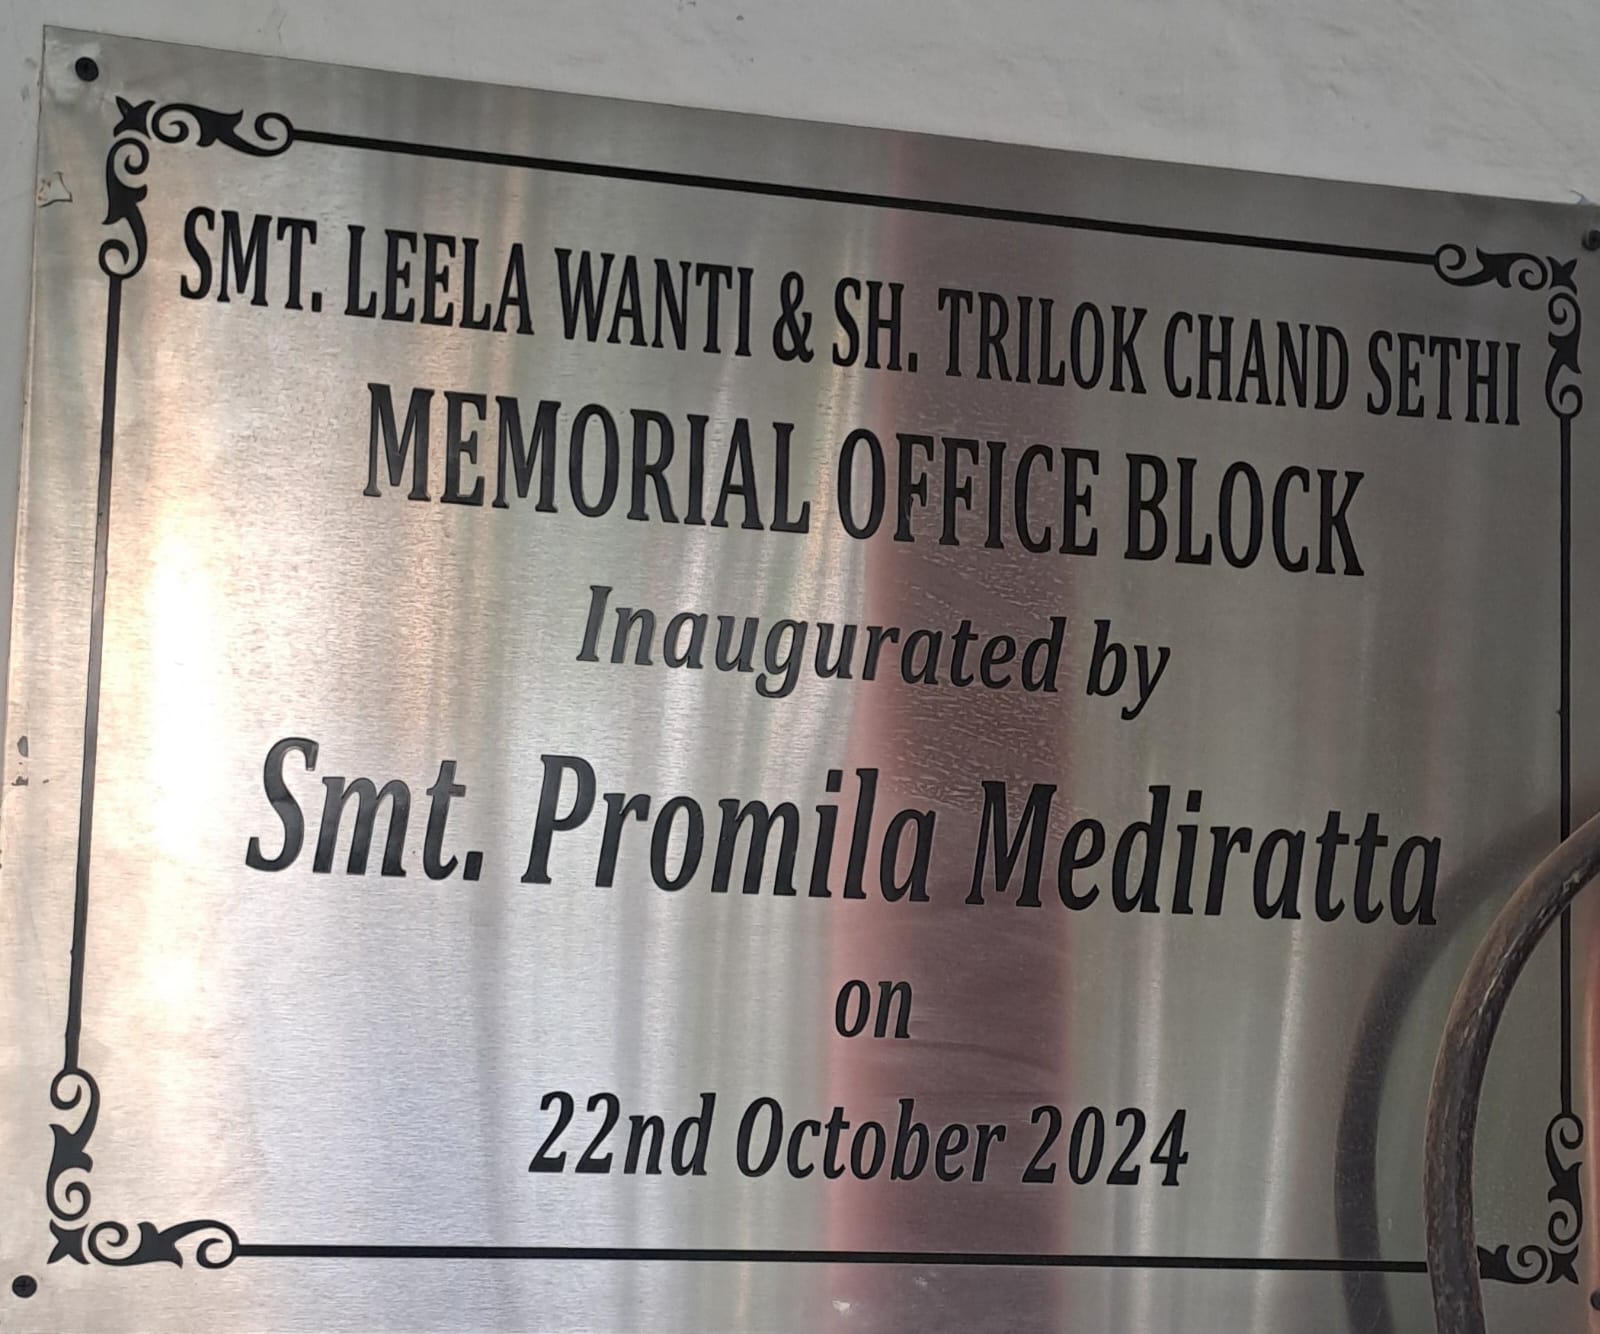 SMT. LEELA WANTI & SH. TRILOK CHAND SETHI
MEMORIAL OFFICE BLOCK
Inaugurated by
Smt. Promila Mediratta
on
22nd October 2024